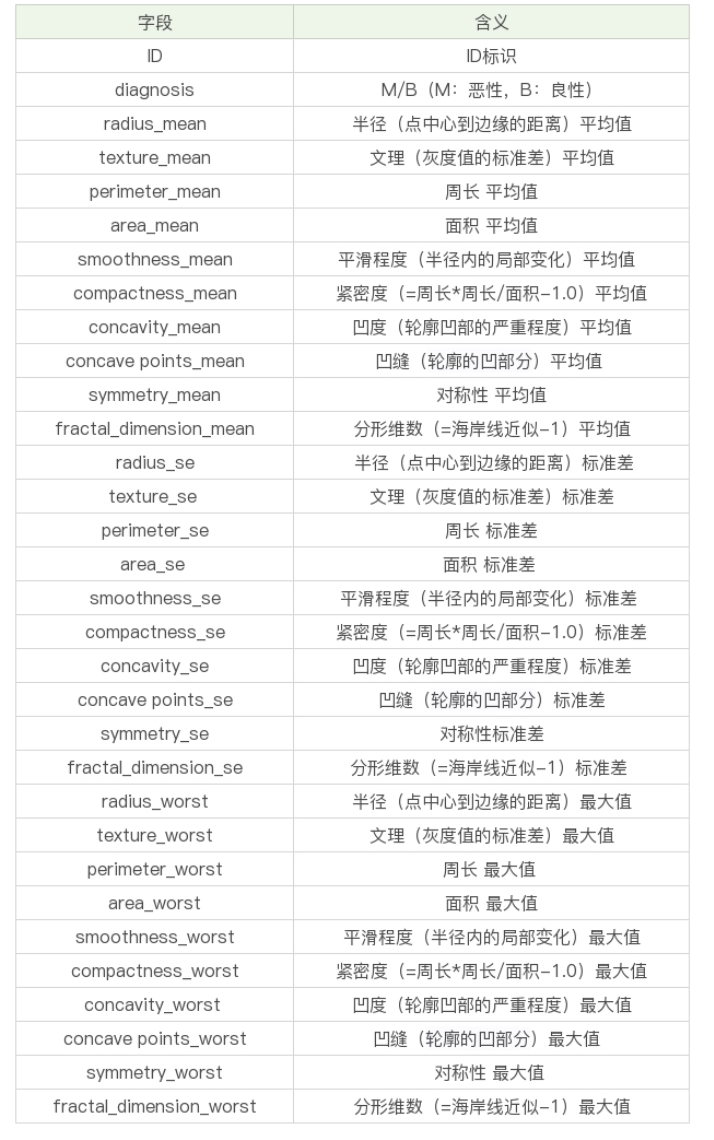 字段 含义
ID ID标识
diagnosis M/B（M：恶性，B：良性）
radius_mean 半径（点中心到边缘的距离）平均值
texture_mean 文理（灰度值的标准差）平均值
perimeter_mean 周长 平均值
area_mean 面积 平均值
smoothness_mean 平滑程度（半径内的局部变化）平均值
compactness_mean 紧密度（=周长*周长/面积-1.0）平均值
concavity_mean 凹度（轮廓凹部的严重程度）平均值
concave points_mean 凹缝（轮廓的凹部分）平均值
symmetry_mean 对称性 平均值
fractal_dimension_mean 分形维数（=海岸线近似-1）平均值
radius_se 半径（点中心到边缘的距离）标准差
texture_se 文理（灰度值的标准差）标准差
perimeter_se 周长 标准差
area_se 面积 标准差
smoothness_se 平滑程度（半径内的局部变化）标准差
compactness_se 紧密度（=周长*周长/面积-1.0）标准差
concavity_se 凹度（轮廓凹部的严重程度）标准差
concave points_se 凹缝（轮廓的凹部分）标准差
symmetry_se 对称性标准差
fractal_dimension_se 分形维数（=海岸线近似-1）标准差
radius_worst 半径（点中心到边缘的距离）最大值
texture_worst 文理（灰度值的标准差）最大值
perimeter_worst 周长 最大值
area_worst 面积 最大值
smoothness_worst 平滑程度（半径内的局部变化）最大值
compactness_worst 紧密度（=周长*周长/面积-1.0）最大值
concavity_worst 凹度（轮廓凹部的严重程度）最大值
concave points_worst 凹缝（轮廓的凹部分）最大值
symmetry_worst 对称性 最大值
fractal_dimension_worst 分形维数（=海岸线近似-1）最大值